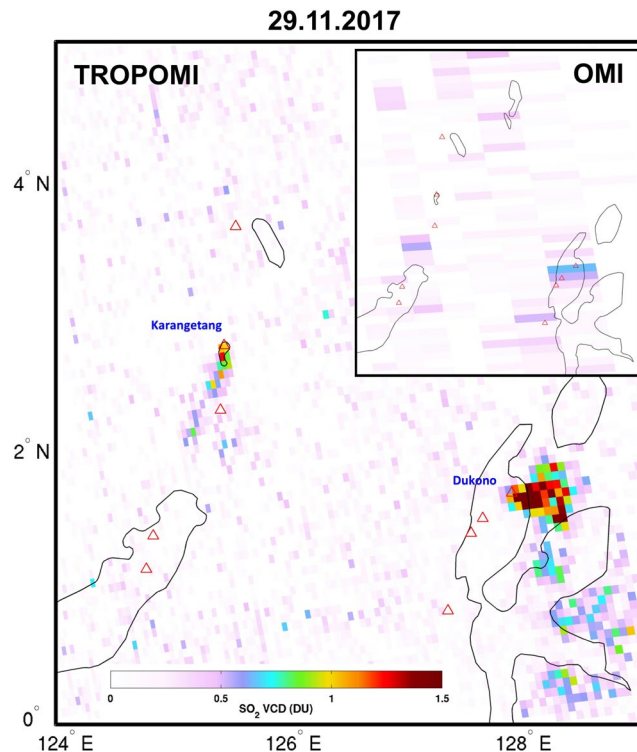 29.11.2017
TROPOMI
OMI
4° N
Karangetang
2° N
Dukono
0 0.5 1 1.5
SO₂ VCD (DU)
0°
124° E 126° E 128° E